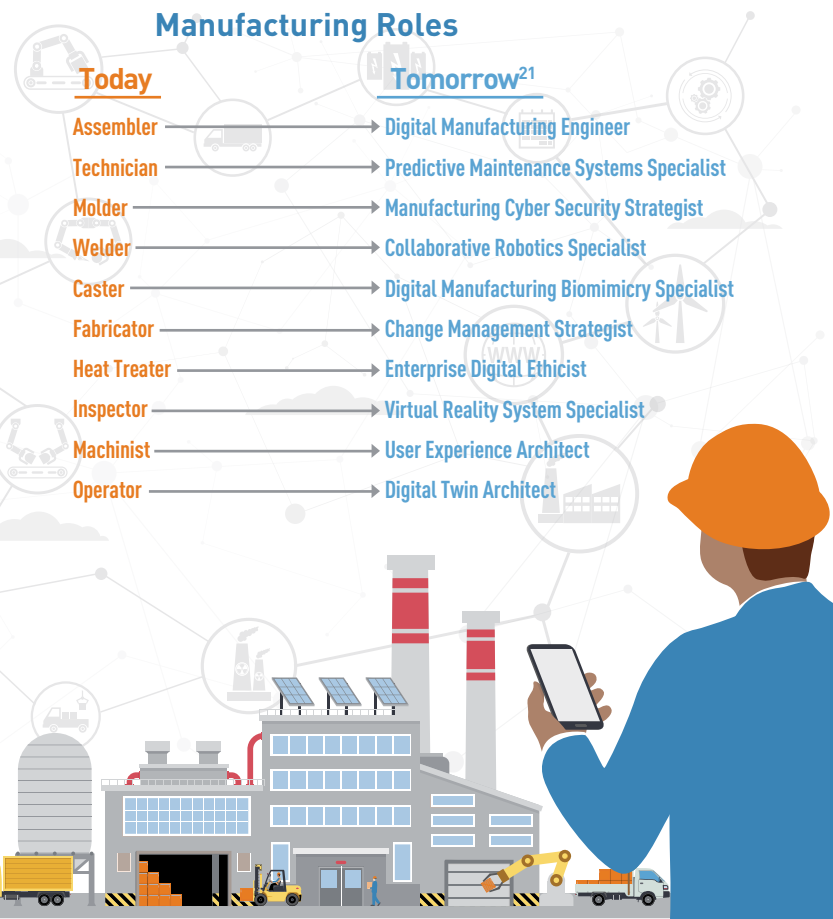 Manufacturing Roles
Today Tomorrow21
Assembler Digital Manufacturing Engineer
Technician Predictive Maintenance Systems Specialist
Molder Manufacturing Cyber Security Strategist
Welder Collaborative Robotics Specialist
Caster Digital Manufacturing Biomimicry Specialist
Fabricator Change Management Strategist
WWW
Heat Treater Enterprise Digital Ethicist
Inspector Virtual Reality System Specialist
Machinist User Experience Architect
Operator Digital Twin Architect